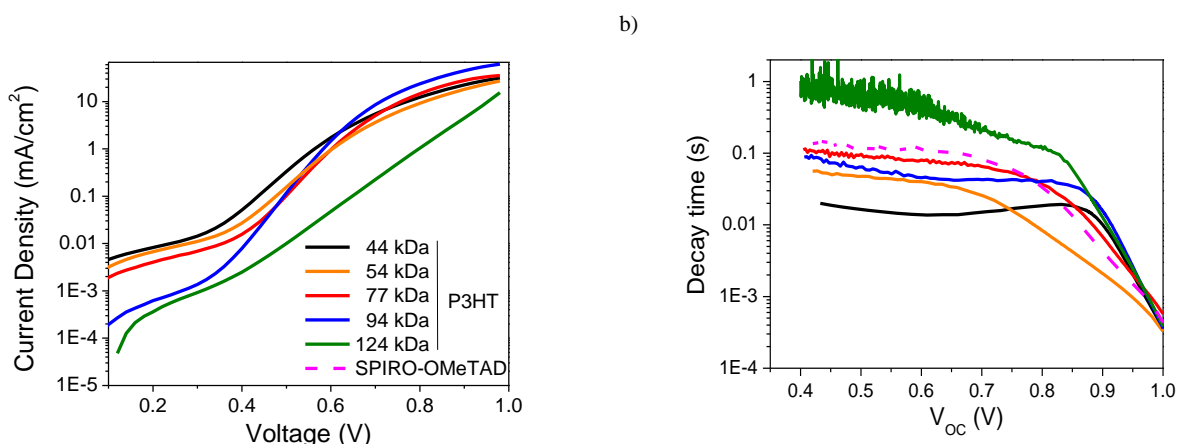 b)
Current Density (mA/cm²)
10
1
0.1
0.01
1E-3
1E-4
1E-5
0.2 0.4 0.6 0.8 1.0
Voltage (V)
44 kDa
54 kDa
77 kDa
94 kDa
124 kDa
P3HT
SPIRO-OMeTAD
Decay time (s)
1
0.1
0.01
1E-3
1E-4
0.4 0.5 0.6 0.7 0.8 0.9 1.0
V_OC (V)